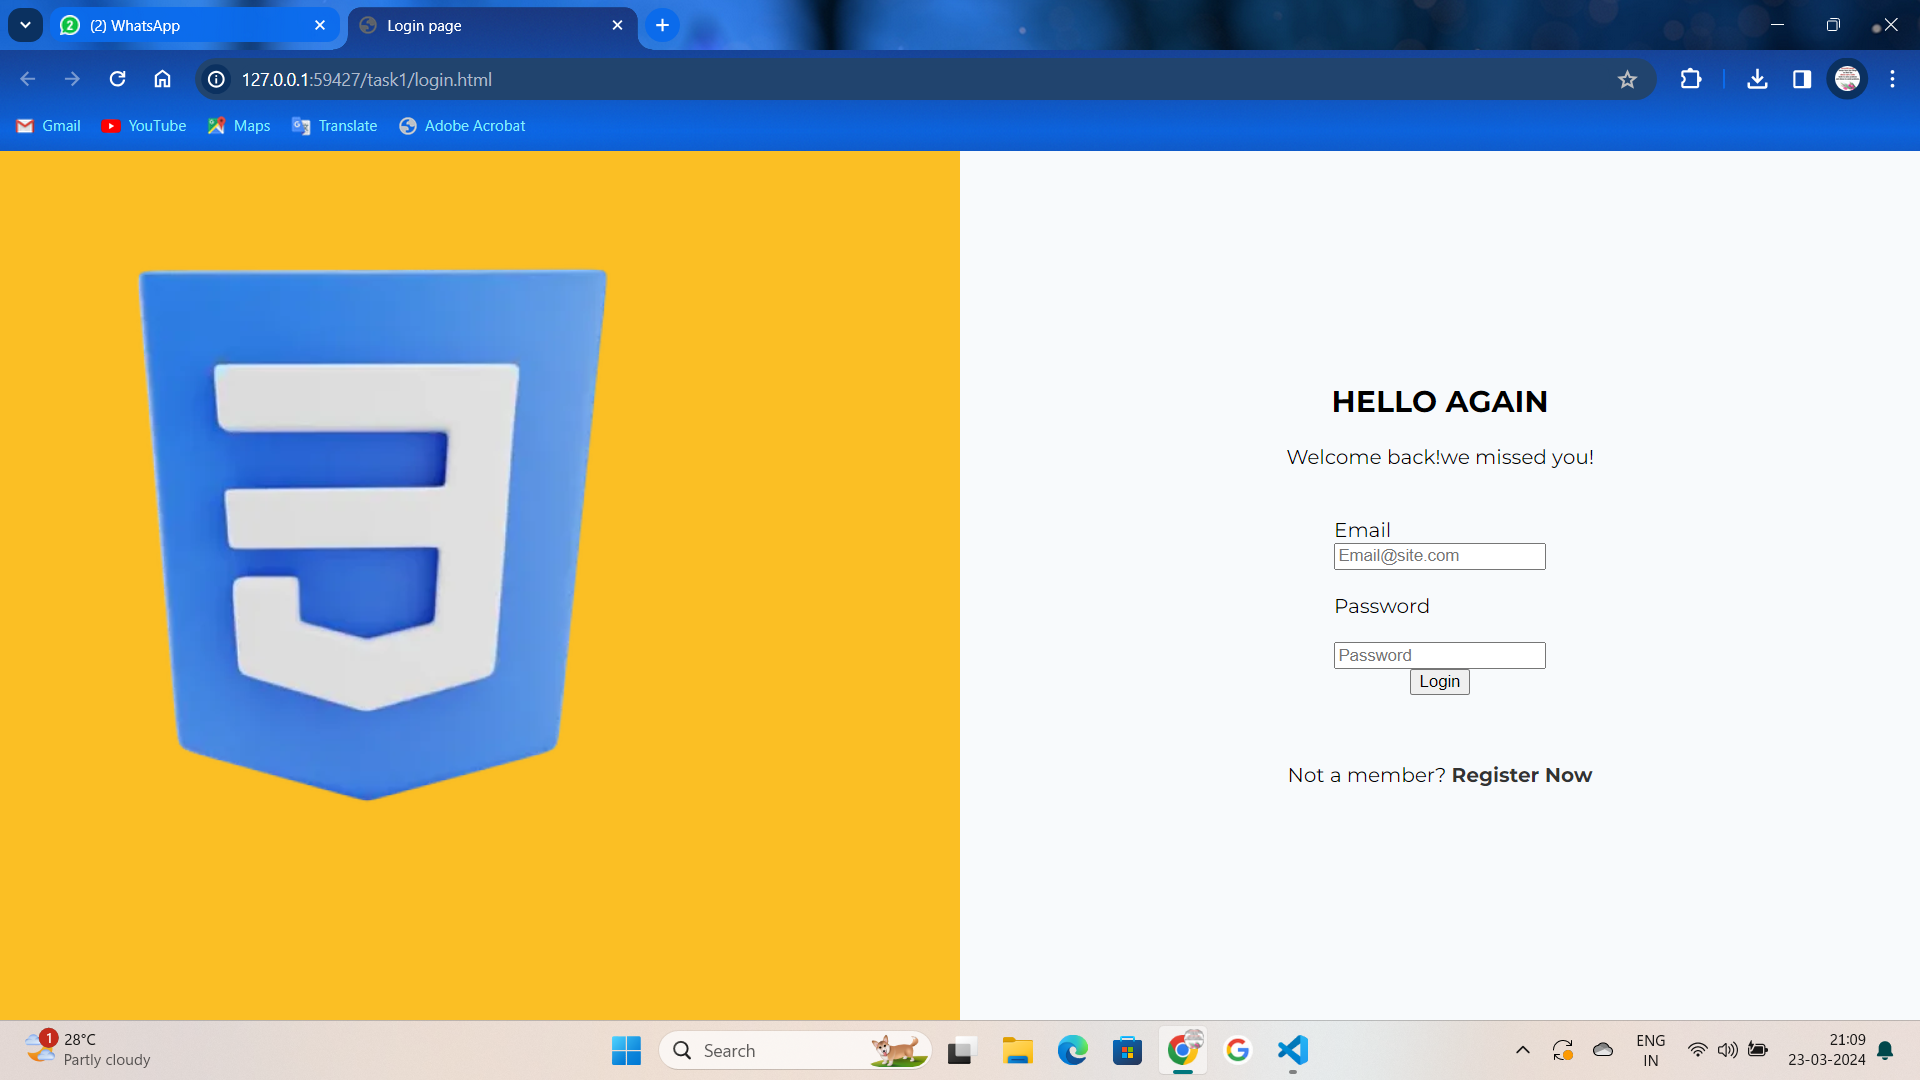 2 (2) WhatsApp
Login page
127.0.0.1:59427/task1/login.html
Gmail YouTube Maps Translate Adobe Acrobat
HELLO AGAIN
Welcome back!we missed you!
Email
Email@site.com
Password
Password
Login
Not a member? Register Now
1
28°C
Partly cloudy
Search
ENG
IN
21:09
23-03-2024